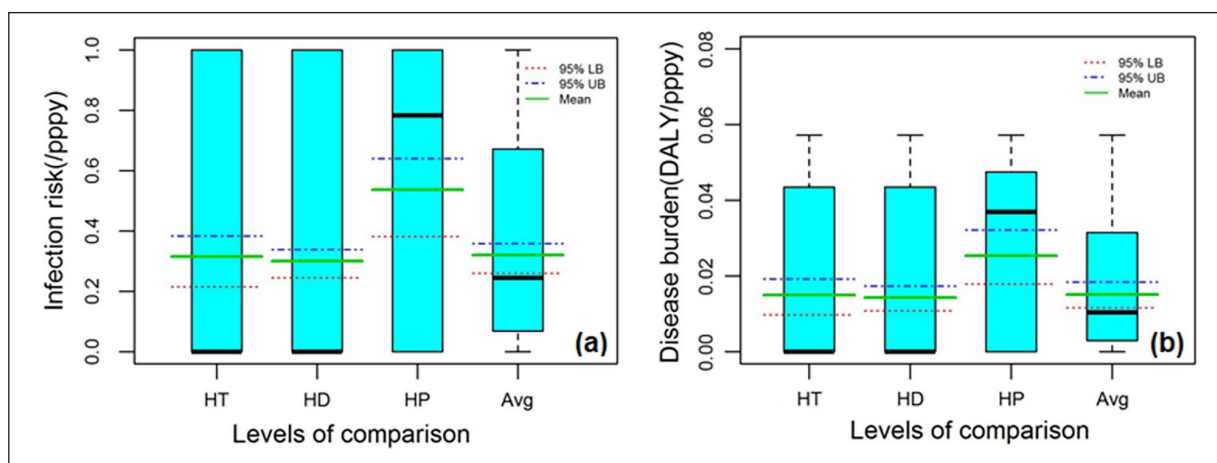 Infection risk(/pppy)
1.0
0.8
0.6
0.4
0.2
0.0
95% LB
95% UB
Mean
(a)
HT HD HP Avg
Levels of comparison
Disease burden(DALY/pppy)
0.08
0.06
0.04
0.02
0.00
95% LB
95% UB
Mean
(b)
HT HD HP Avg
Levels of comparison